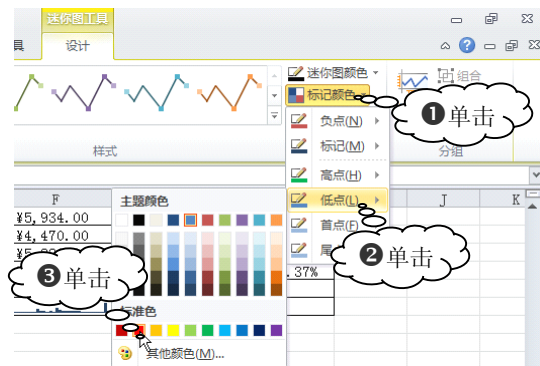 迷你图工具
具 设计
迷你图颜色
标记颜色
组合
❶单击
负点(N)
标记(M)
样式
分组
高点(H)
低点(L)
F
主题颜色
J
K
¥5,934.00
首点(F)
¥4,470.00
❷单击
尾
.37%
❸单击
标准色
其他颜色(M)...